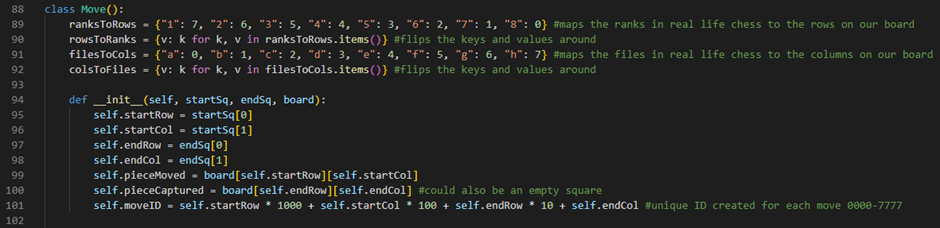 88 class Move():
89 ranksToRows = {"1": 7, "2": 6, "3": 5, "4": 4, "5": 3, "6": 2, "7": 1, "8": 0} #maps the ranks in real life chess to the rows on our board
90 rowsToRanks = {v: k for k, v in ranksToRows.items()} #flips the keys and values around
91 filesToCols = {"a": 0, "b": 1, "c": 2, "d": 3, "e": 4, "f": 5, "g": 6, "h": 7} #maps the files in real life chess to the columns on our board
92 colsToFiles = {v: k for k, v in filesToCols.items()} #flips the keys and values around
93
94 def __init__(self, startSq, endSq, board):
95 self.startRow = startSq[0]
96 self.startCol = startSq[1]
97 self.endRow = endSq[0]
98 self.endCol = endSq[1]
99 self.pieceMoved = board[self.startRow][self.startCol]
100 self.pieceCaptured = board[self.endRow][self.endCol] #could also be an empty square
101 self.moveID = self.startRow * 1000 + self.startCol * 100 + self.endRow * 10 + self.endCol #unique ID created for each move 0000-7777
102